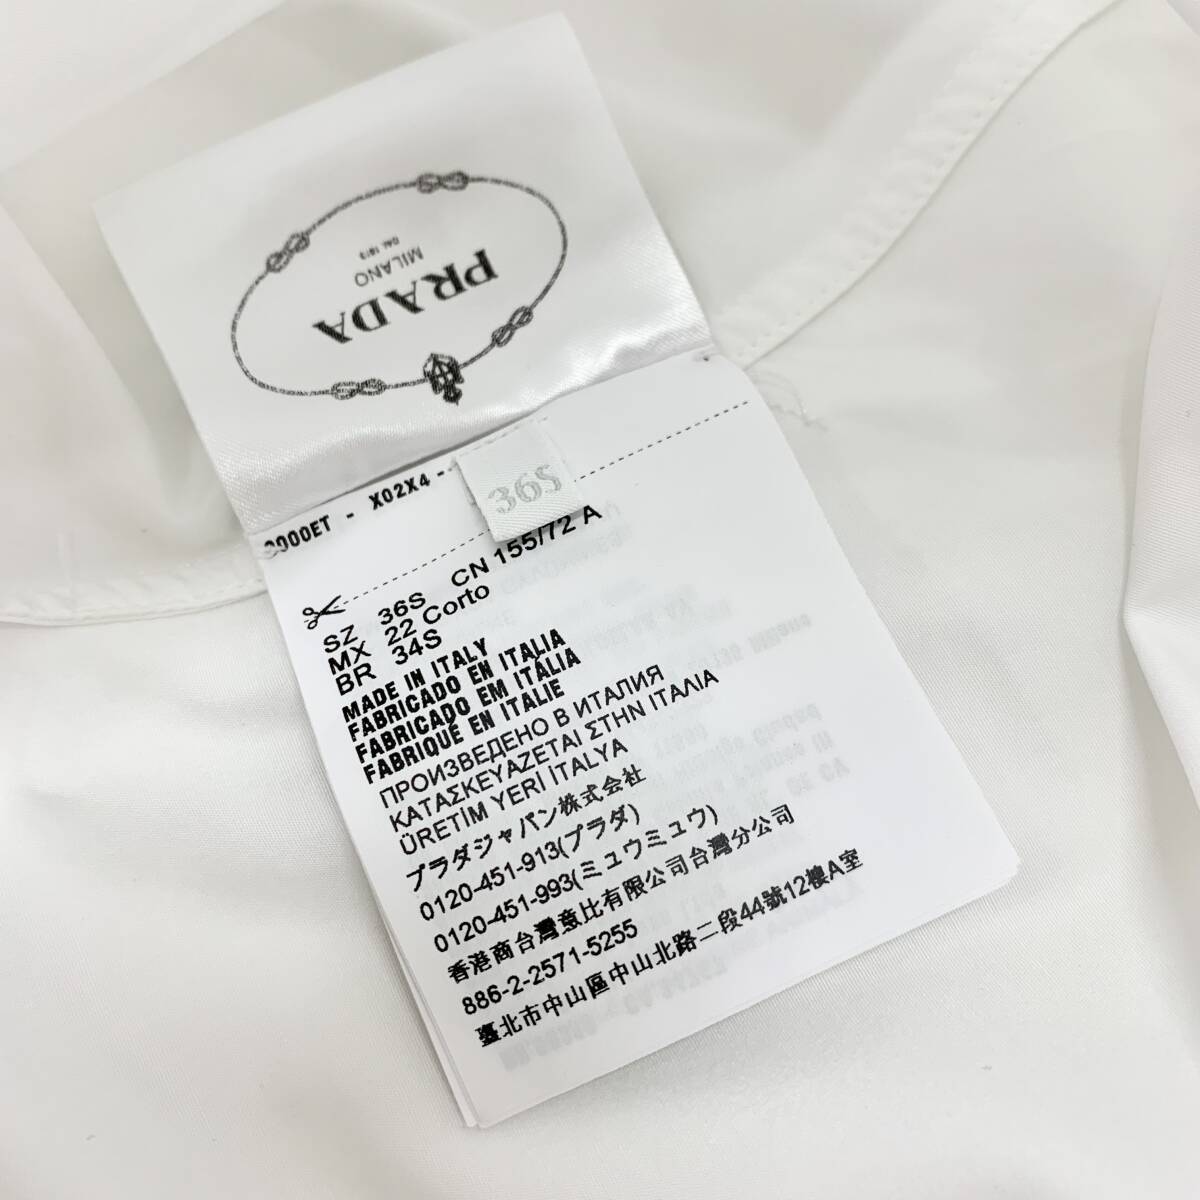 PRADA
MILANO
DAL 1913
36S
000ET - X02X4 -
SZ 36S CN 155/72 A
MX 22 Corto
BR 34S
MADE IN ITALY
FABRICADO EN ITALIA
FABRICADO EM ITÀLIA
FABRIQUÉ EN ITALIE
ПРОИЗВЕДЕНО В ИТАЛИЯ
ΚΑΤΑΣΚΕΥΑΖΕΤΑΙ ΣΤΗΝ ΙΤΑΛΙΑ
ÜRETİM YERİ İTALYA
プラダジャパン株式会社
0120-451-913(プラダ)
0120-451-993(ミュウミュウ)
香港商台灣意比有限公司台灣分公司
886-2-2571-5255
臺北市中山區中山北路二段44號12樓A室